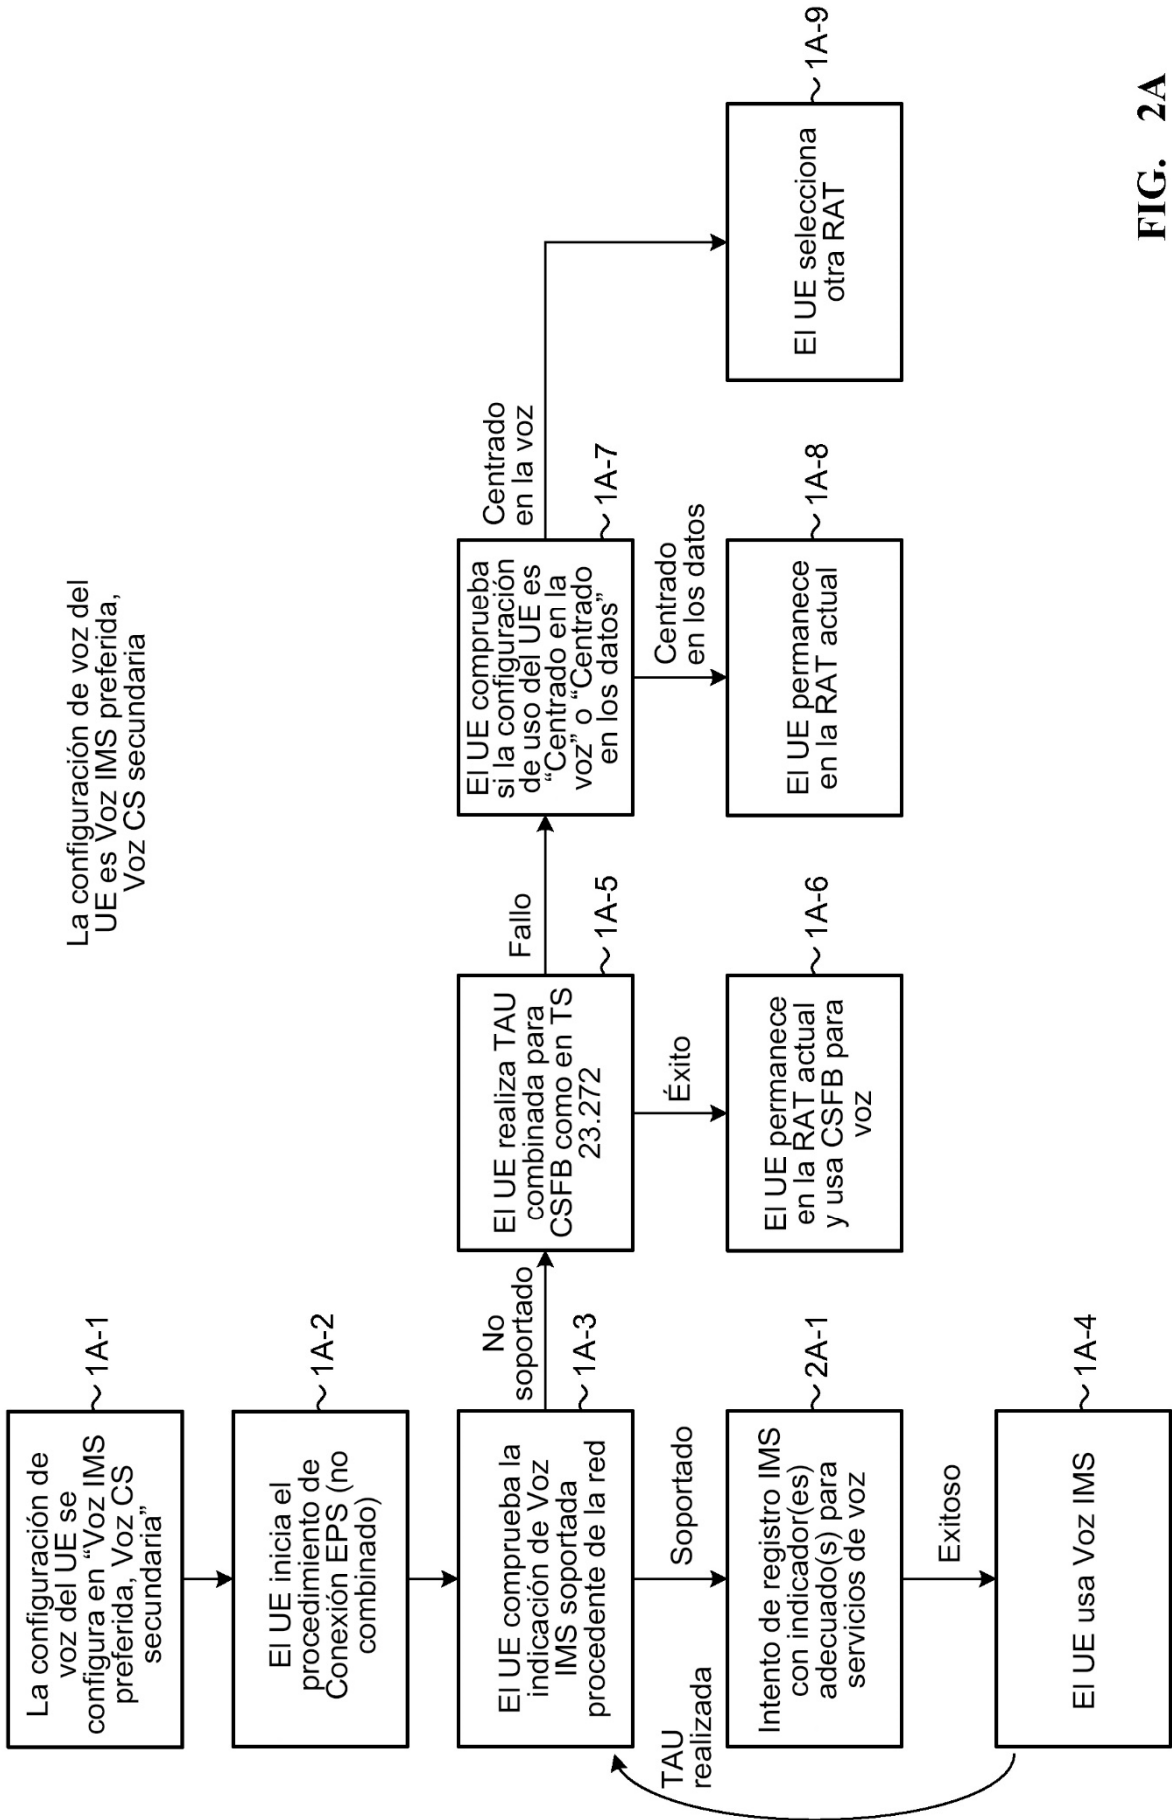 La configuración de voz del
UE es Voz IMS preferida,
Voz CS secundaria
La configuración de
voz del UE se
configura en “Voz IMS
preferida, Voz CS
secundaria”
1A-1
El UE inicia el
procedimiento de
Conexión EPS (no
combinado)
1A-2
El UE comprueba la
indicación de Voz
IMS soportada
procedente de la red
1A-3
No
soportado
El UE realiza TAU
combinada para
CSFB como en TS
23.272
1A-5
Fallo
El UE comprueba
si la configuración
de uso del UE es
“Centrado en la
voz” o “Centrado
en los datos”
1A-7
Centrado
en la voz
TAU
realizada
Soportado
Éxito
Centrado
en los datos
Intento de registro IMS
con indicador(es)
adecuado(s) para
servicios de voz
2A-1
El UE permanece
en la RAT actual
y usa CSFB para
voz
1A-6
El UE permanece
en la RAT actual
1A-8
El UE selecciona
otra RAT
1A-9
Exitoso
El UE usa Voz IMS
1A-4
FIG. 2A